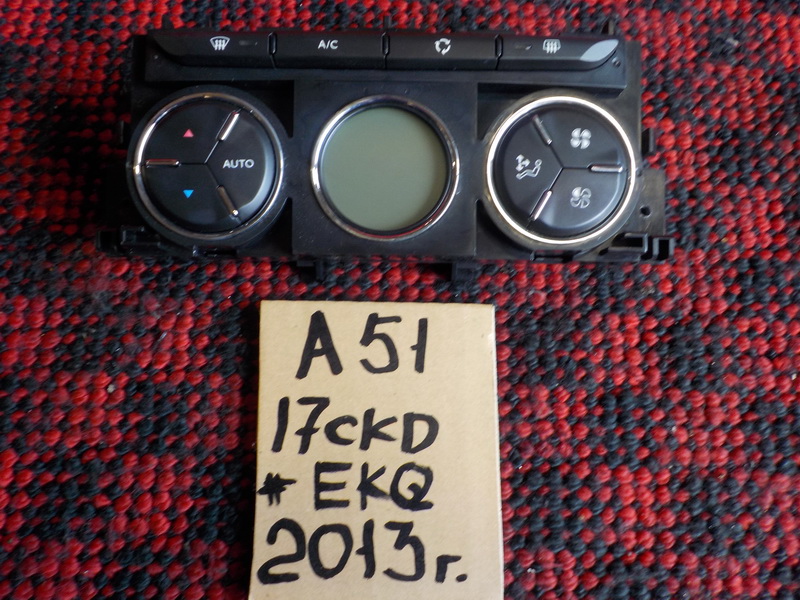 A/C
AUTO
A 51
17CKD
* EKQ
2013г.